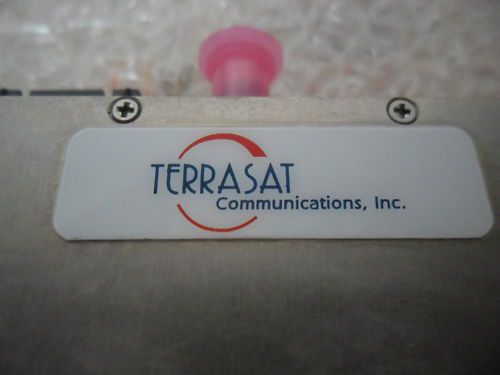 TERRASAT
Communications, Inc.